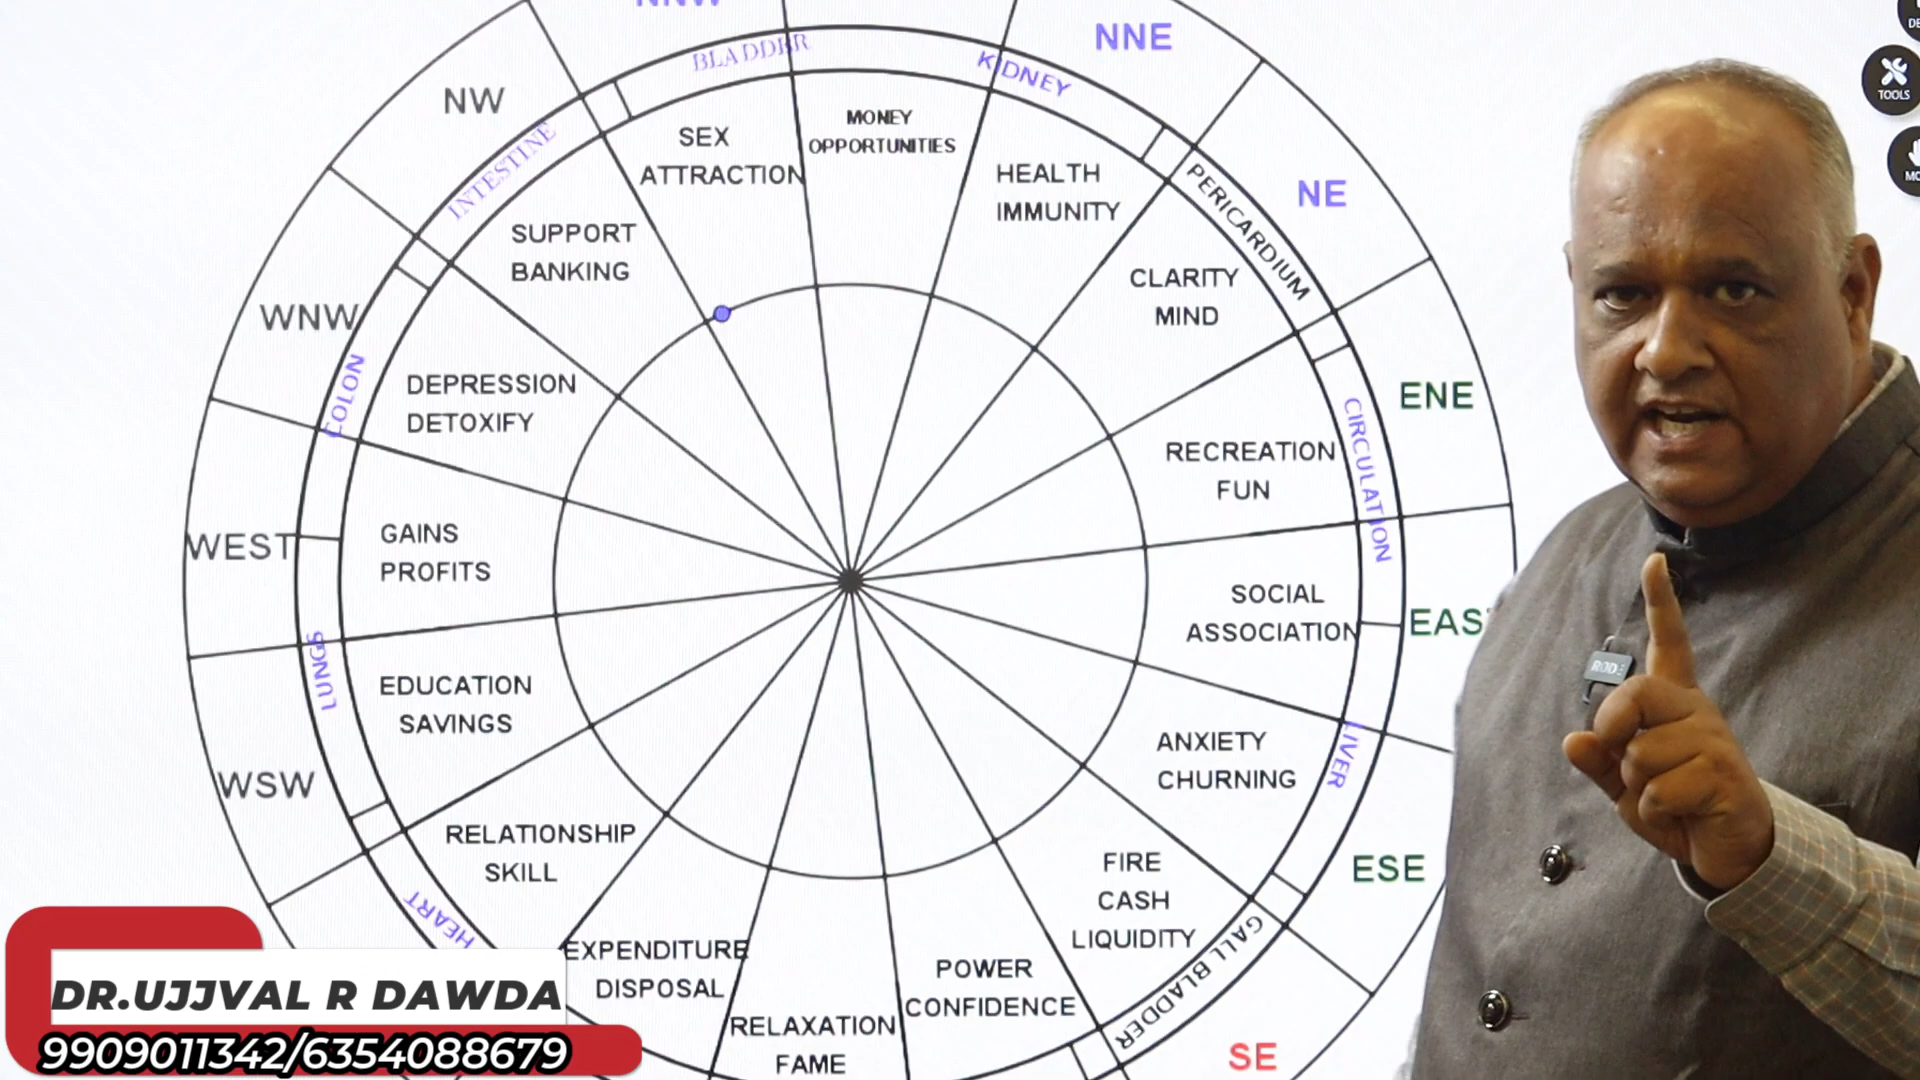 NNW
NNE
NW
NE
WNW
ENE
WEST
WSW
ESE
SE
BLADDER
KIDNEY
PERICARDIUM
CIRCULATION
LIVER
GALL BLADDER
HEART
LUNGS
COLON
INTESTINE
SEX
ATTRACTION
MONEY
OPPORTUNITIES
HEALTH
IMMUNITY
CLARITY
MIND
RECREATION
FUN
SOCIAL
ASSOCIATION
ANXIETY
CHURNING
FIRE
CASH
LIQUIDITY
POWER
CONFIDENCE
RELAXATION
FAME
EXPENDITURE
DISPOSAL
RELATIONSHIP
SKILL
EDUCATION
SAVINGS
GAINS
PROFITS
DEPRESSION
DETOXIFY
SUPPORT
BANKING
TOOLS
RODE
DR.UJJVAL R DAWDA
9909011342/6354088679